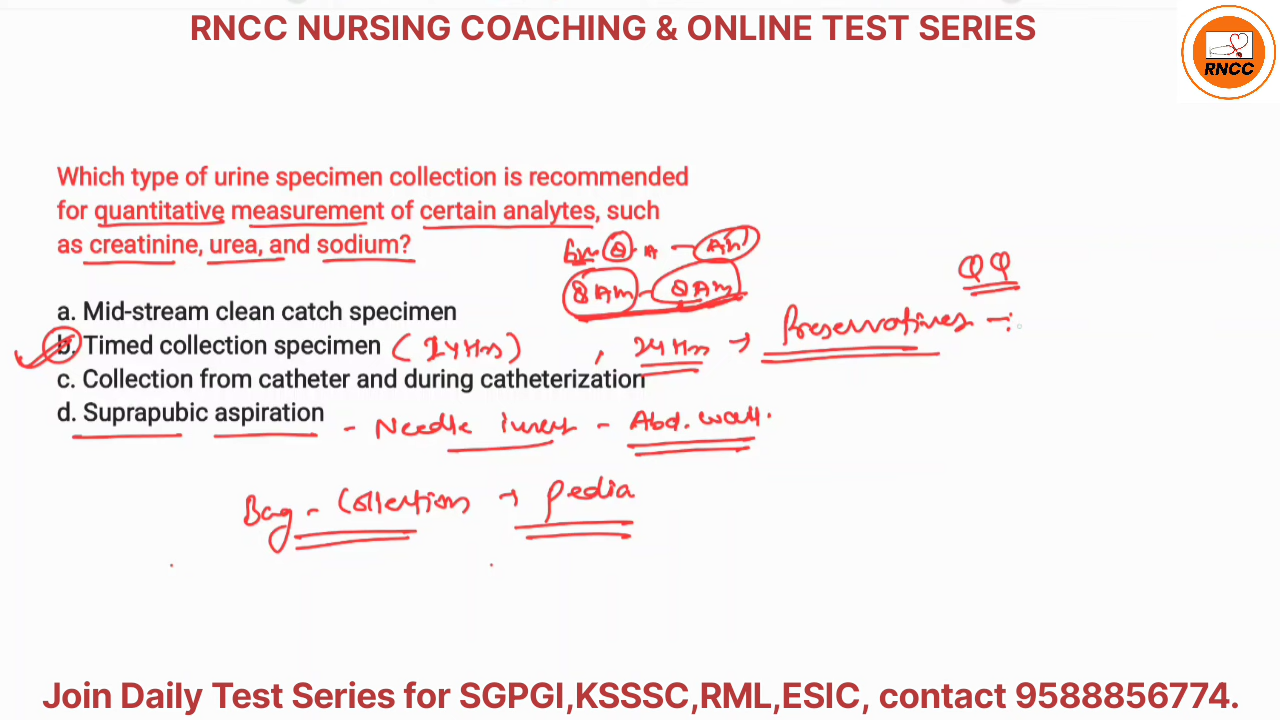 RNCC NURSING COACHING & ONLINE TEST SERIES
RNCC
Which type of urine specimen collection is recommended
for quantitative measurement of certain analytes, such
as creatinine, urea, and sodium?
8 Am - 8 Am
a. Mid-stream clean catch specimen
b. Timed collection specimen (24 Hrs) , 24 Hrs → Preservatives -:
c. Collection from catheter and during catheterization
d. Suprapubic aspiration - Needle - Abd. wall.
Bag - Collection → pedia
Join Daily Test Series for SGPGI,KSSSC,RML,ESIC, contact 9588856774.